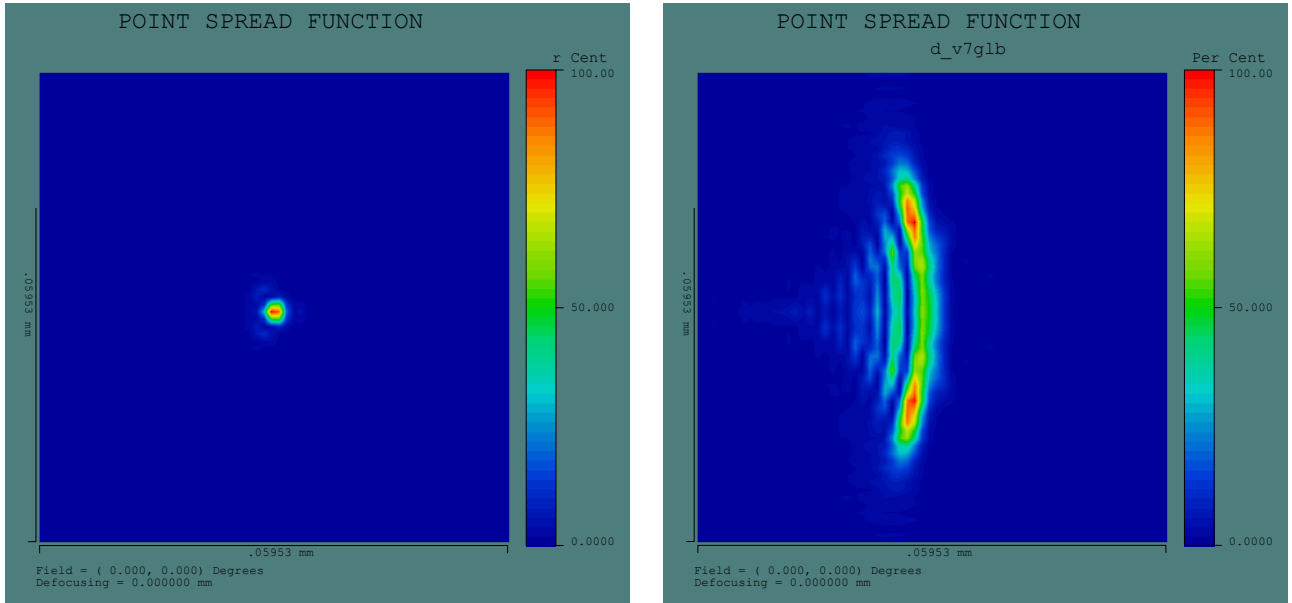 POINT SPREAD FUNCTION
r Cent
100.00
50.000
0.0000
.05953 mm
.05953 mm
Field = ( 0.000, 0.000) Degrees
Defocusing = 0.000000 mm
POINT SPREAD FUNCTION
d_v7glb
Per Cent
100.00
50.000
0.0000
.05953 mm
.05953 mm
Field = ( 0.000, 0.000) Degrees
Defocusing = 0.000000 mm